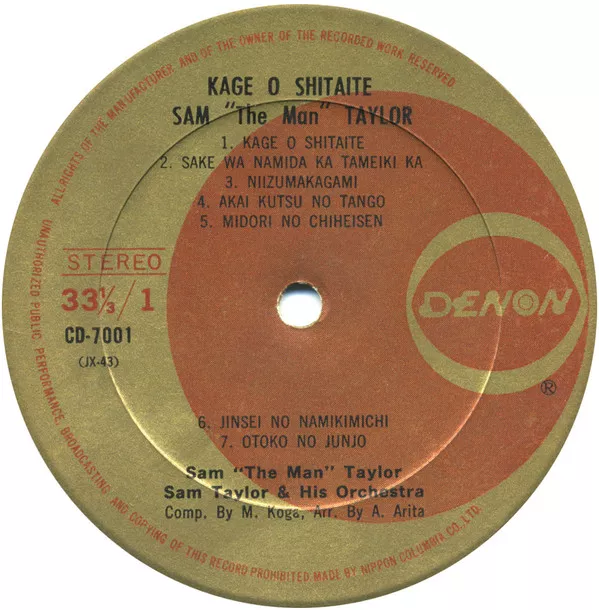 ALL RIGHTS OF THE MANUFACTURER AND OF THE OWNER OF THE RECORDED WORK RESERVED
KAGE O SHITAITE
SAM "The Man" TAYLOR
1. KAGE O SHITAITE
2. SAKE WA NAMIDA KA TAMEIKI KA
3. NIIZUMAKAGAMI
4. AKAI KUTSU NO TANGO
5. MIDORI NO CHIHEISEN
STEREO
33⅓/1
CD-7001
(JX-43)
DENON
®
6. JINSEI NO NAMIKIMICHI
7. OTOKO NO JUNJO
Sam "The Man" Taylor
Sam Taylor & His Orchestra
Comp. By M. Koga, Arr. By A. Arita
UNAUTHORIZED PUBLIC PERFORMANCE, BROADCASTING AND COPYING OF THIS RECORD PROHIBITED MADE BY NIPPON COLUMBIA CO., LTD.